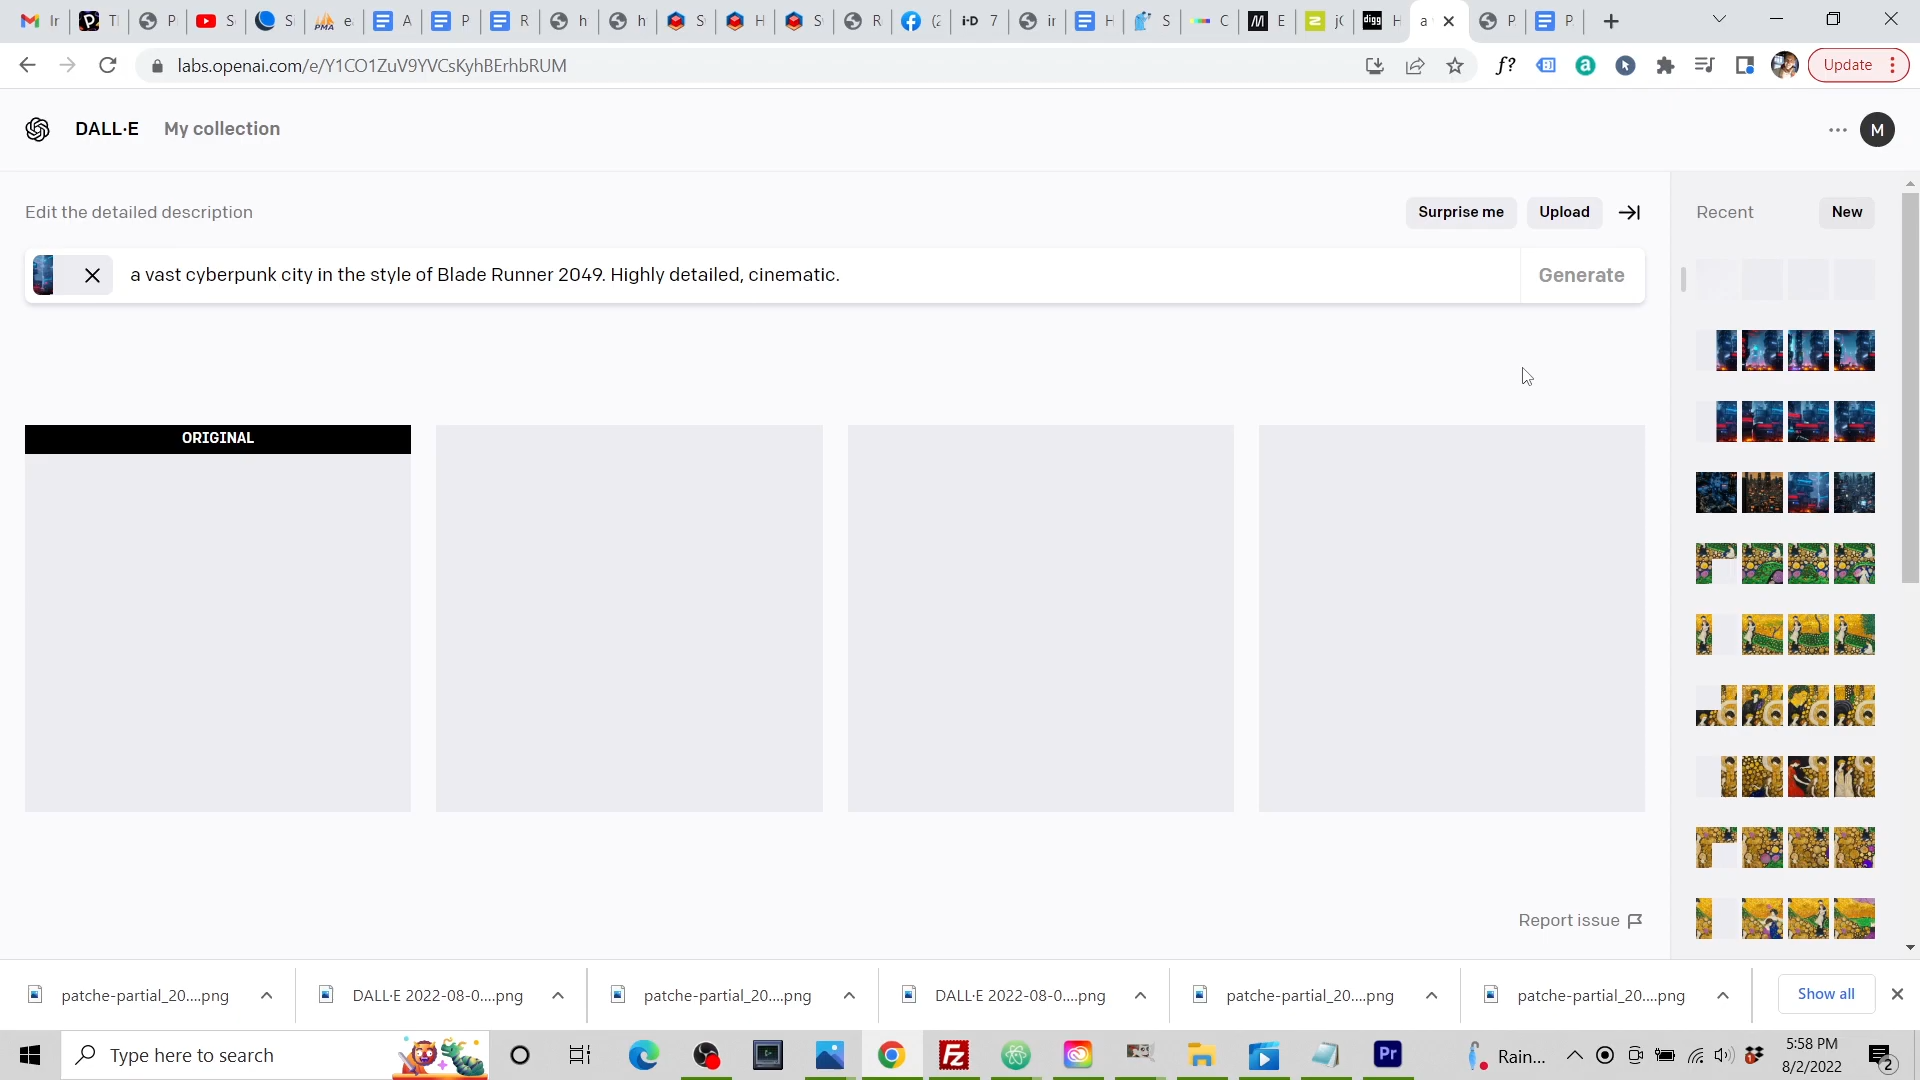 labs.openai.com/e/Y1CO1ZuV9YVCsKyhBErhbRUM
Update
DALL·E
My collection
M
Edit the detailed description
Surprise me
Upload
Recent
New
a vast cyberpunk city in the style of Blade Runner 2049. Highly detailed, cinematic.
Generate
ORIGINAL
Report issue
patche-partial_20....png
DALL·E 2022-08-0....png
patche-partial_20....png
DALL·E 2022-08-0....png
patche-partial_20....png
patche-partial_20....png
Show all
Type here to search
Rain...
5:58 PM
8/2/2022
2